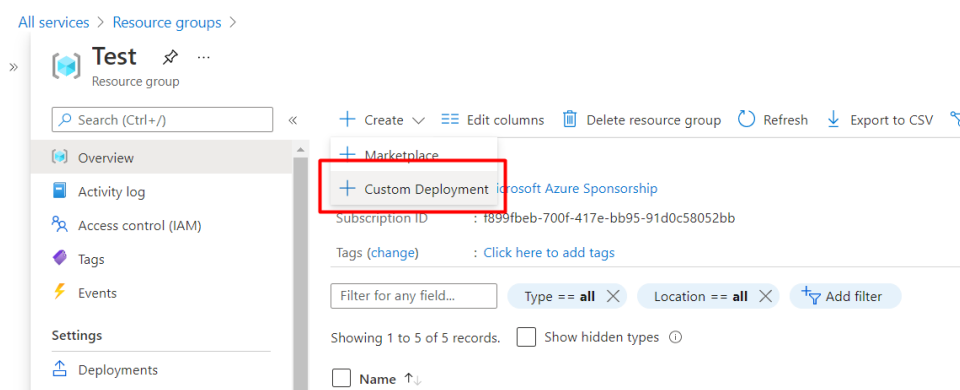 All services > Resource groups >
Test
...
Resource group
Search (Ctrl+/)
Create Edit columns Delete resource group Refresh Export to CSV
Marketplace
Custom Deployment
icrosoft Azure Sponsorship
Subscription ID : f899fbeb-700f-417e-bb95-91d0c58052bb
Tags (change) : Click here to add tags
Overview
Activity log
Access control (IAM)
Tags
Events
Settings
Deployments
Filter for any field...
Type == all
Location == all
Add filter
Showing 1 to 5 of 5 records.
Show hidden types
Name ↑↓